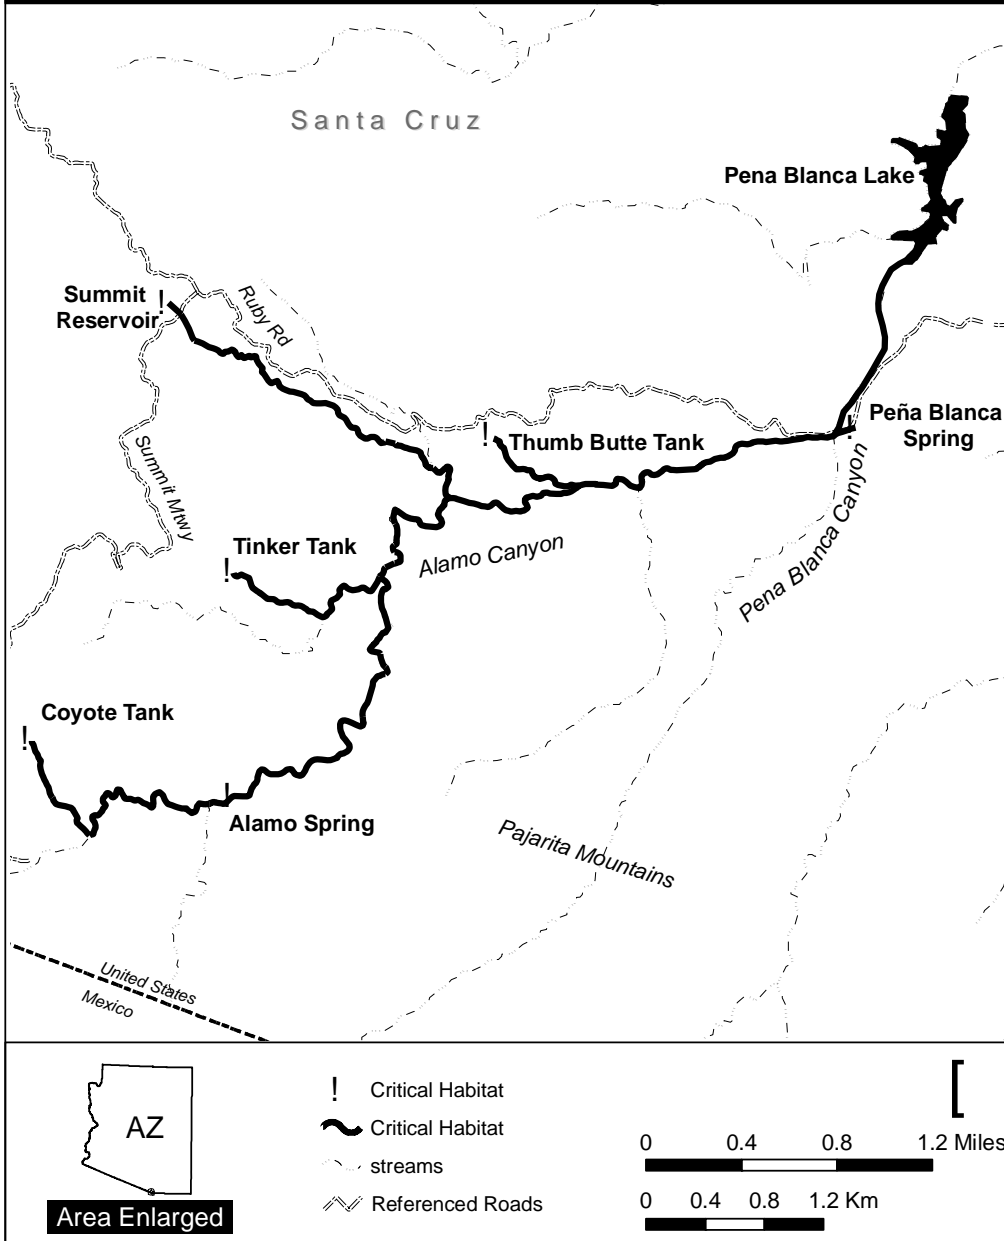 Santa Cruz
Pena Blanca Lake
Summit
Reservoir
!
Ruby Rd
Peña Blanca
Spring
!
!
Thumb Butte Tank
Summit Mtwy
Tinker Tank
!
Alamo Canyon
Pena Blanca Canyon
Coyote Tank
!
!
Alamo Spring
Pajarita Mountains
United States
Mexico
AZ
Area Enlarged
! Critical Habitat
Critical Habitat
streams
Referenced Roads
[
0 0.4 0.8 1.2 Miles
0 0.4 0.8 1.2 Km